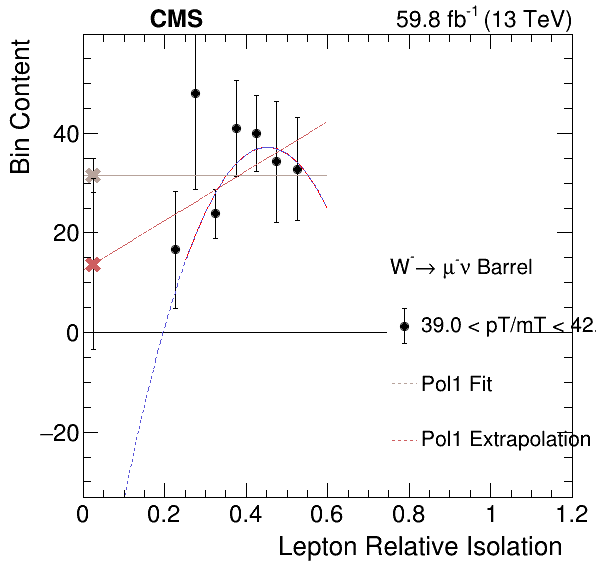 CMS
59.8 fb⁻¹ (13 TeV)
Bin Content
40
20
0
−20
W⁻→ μ⁻ν Barrel
39.0 < pT/mT < 42.
Pol1 Fit
Pol1 Extrapolation
0 0.2 0.4 0.6 0.8 1 1.2
Lepton Relative Isolation